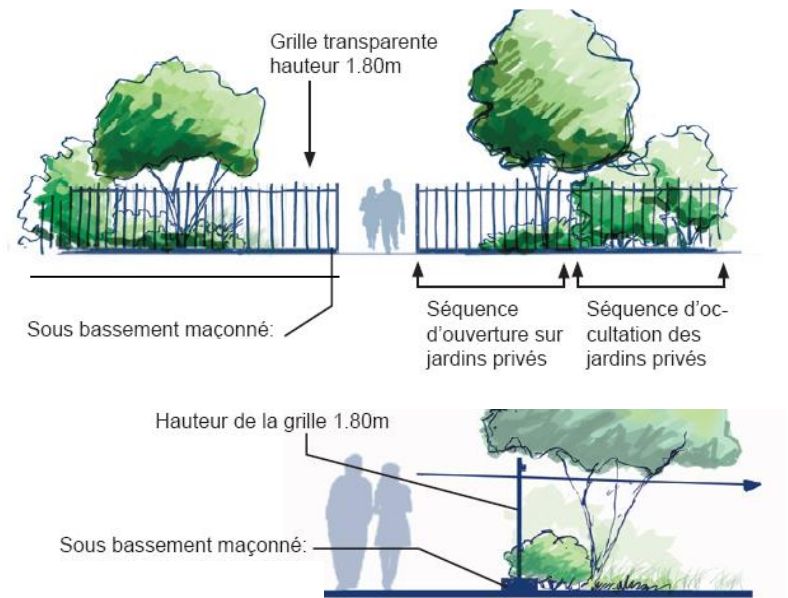 Grille transparente
hauteur 1.80m
Sous bassement maçonné:
Séquence
d'ouverture sur
jardins privés
Séquence d'oc-
cultation des
jardins privés
Hauteur de la grille 1.80m
Sous bassement maçonné: